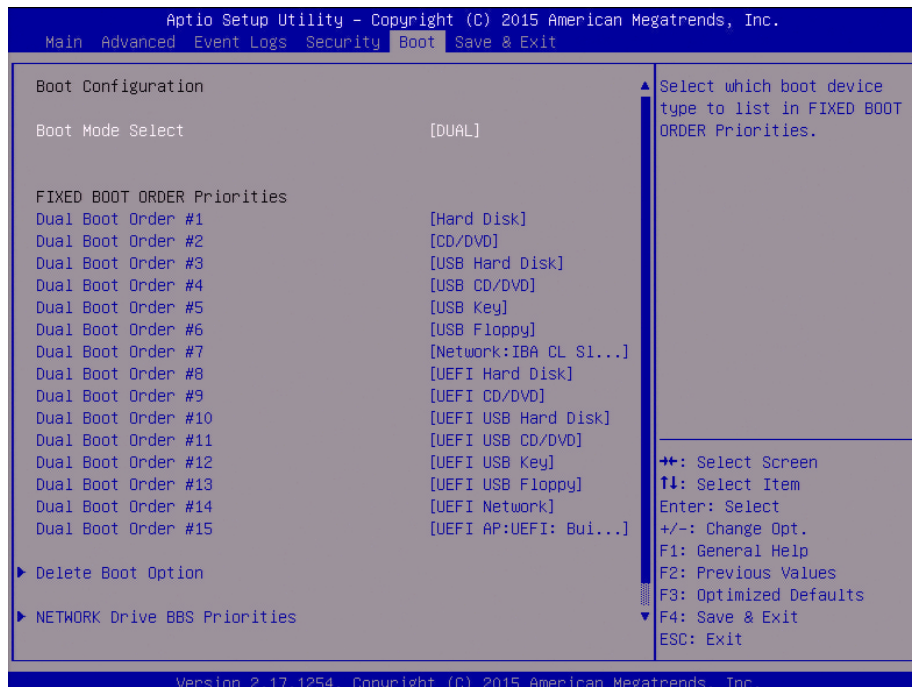 Aptio Setup Utility – Copyright (C) 2015 American Megatrends, Inc.
Main Advanced Event Logs Security Boot Save & Exit
Boot Configuration
Boot Mode Select [DUAL]
FIXED BOOT ORDER Priorities
Dual Boot Order #1 [Hard Disk]
Dual Boot Order #2 [CD/DVD]
Dual Boot Order #3 [USB Hard Disk]
Dual Boot Order #4 [USB CD/DVD]
Dual Boot Order #5 [USB Key]
Dual Boot Order #6 [USB Floppy]
Dual Boot Order #7 [Network:IBA CL Sl...]
Dual Boot Order #8 [UEFI Hard Disk]
Dual Boot Order #9 [UEFI CD/DVD]
Dual Boot Order #10 [UEFI USB Hard Disk]
Dual Boot Order #11 [UEFI USB CD/DVD]
Dual Boot Order #12 [UEFI USB Key]
Dual Boot Order #13 [UEFI USB Floppy]
Dual Boot Order #14 [UEFI Network]
Dual Boot Order #15 [UEFI AP:UEFI: Bui...]
Delete Boot Option
NETWORK Drive BBS Priorities
Select which boot device
type to list in FIXED BOOT
ORDER Priorities.
→←: Select Screen
↑↓: Select Item
Enter: Select
+/-: Change Opt.
F1: General Help
F2: Previous Values
F3: Optimized Defaults
F4: Save & Exit
ESC: Exit
Version 2.17.1254. Copyright (C) 2015 American Megatrends, Inc.